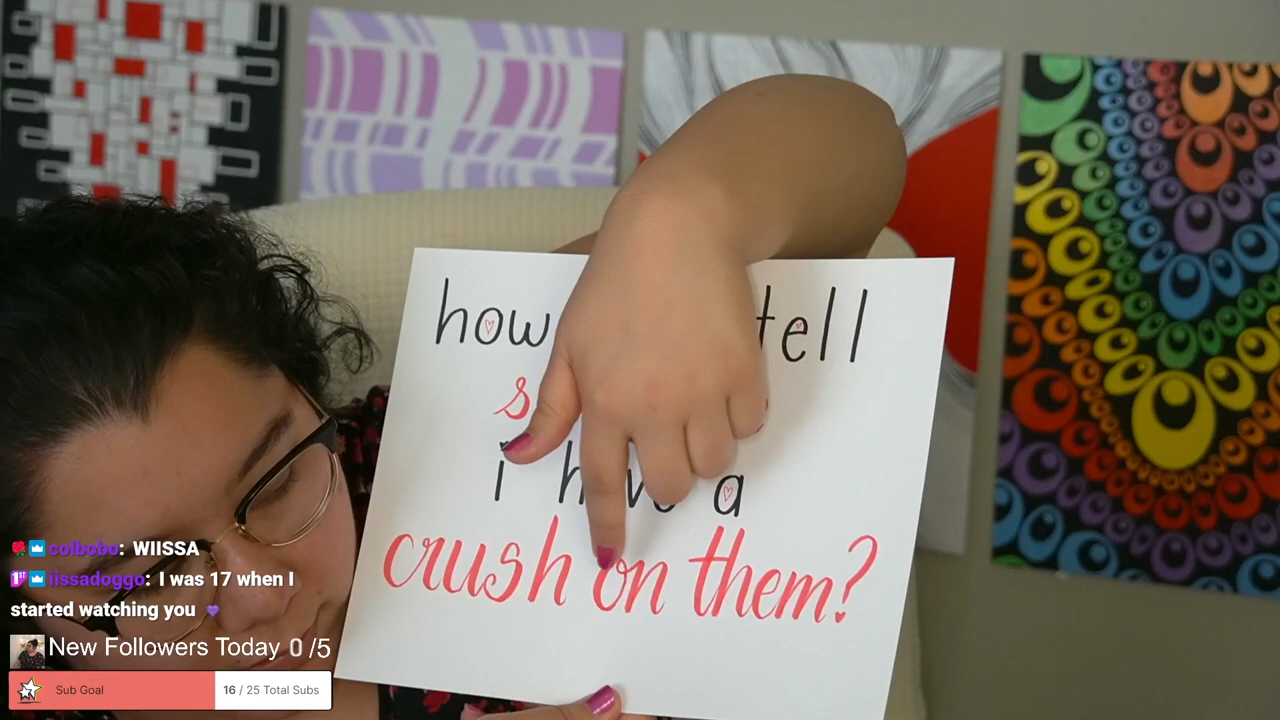 how tell
i a
crush on them?
colbobo: WIISSA
1ST iissadoggo: I was 17 when I
started watching you
New Followers Today 0 /5
Sub Goal 16 / 25 Total Subs